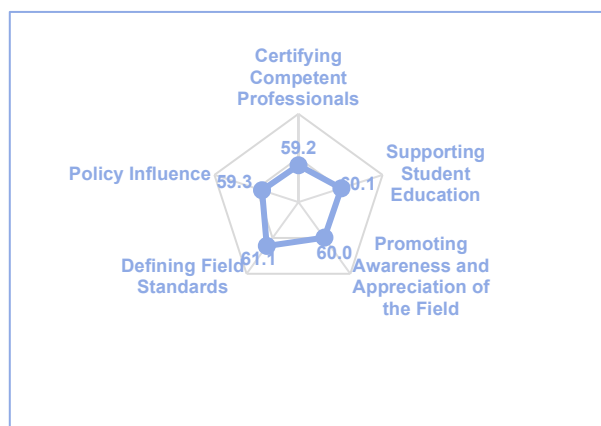 Certifying
Competent
Professionals
59.2
Supporting
Student
Education
60.1
Policy Influence
59.3
Promoting
Awareness and
Appreciation of
the Field
60.0
Defining Field
Standards
61.1